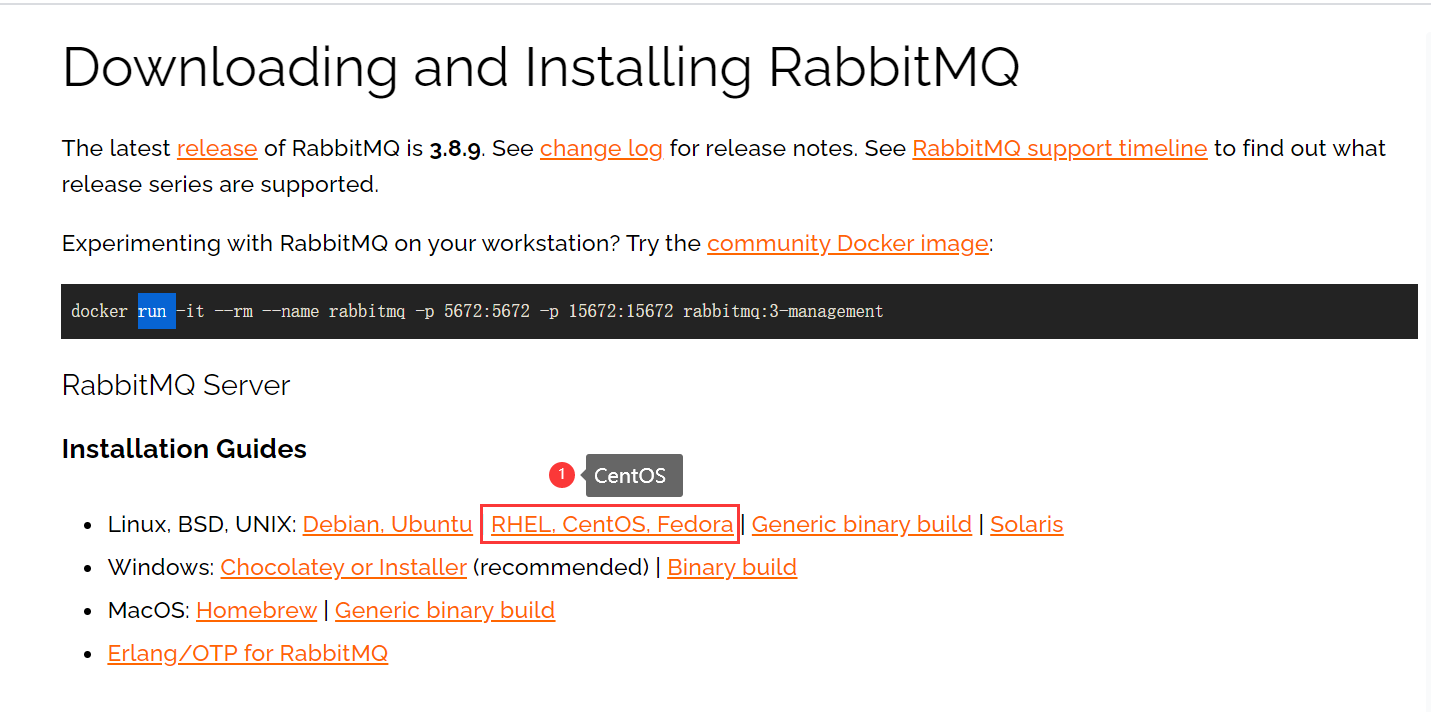 Downloading and Installing RabbitMQ
The latest release of RabbitMQ is 3.8.9. See change log for release notes. See RabbitMQ support timeline to find out what
release series are supported.
Experimenting with RabbitMQ on your workstation? Try the community Docker image:
docker run -it --rm --name rabbitmq -p 5672:5672 -p 15672:15672 rabbitmq:3-management
RabbitMQ Server
Installation Guides
1 CentOS
• Linux, BSD, UNIX: Debian, Ubuntu RHEL, CentOS, Fedora | Generic binary build | Solaris
• Windows: Chocolatey or Installer (recommended) | Binary build
• MacOS: Homebrew | Generic binary build
• Erlang/OTP for RabbitMQ